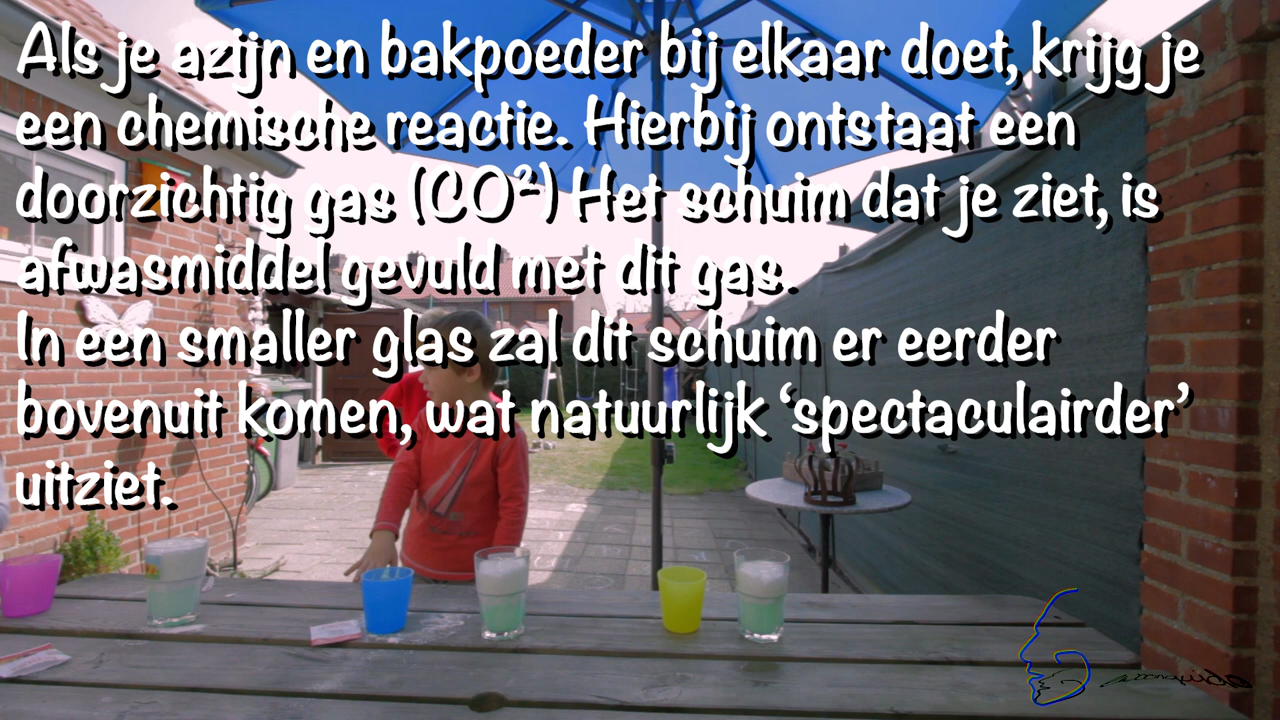 Als je azijn en bakpoeder bij elkaar doet, krijg je
een chemische reactie. Hierbij ontstaat een
doorzichtig gas (CO²) Het schuim dat je ziet, is
afwasmiddel gevuld met dit gas.
In een smaller glas zal dit schuim er eerder
bovenuit komen, wat natuurlijk ‘spectaculairder’
uitziet.